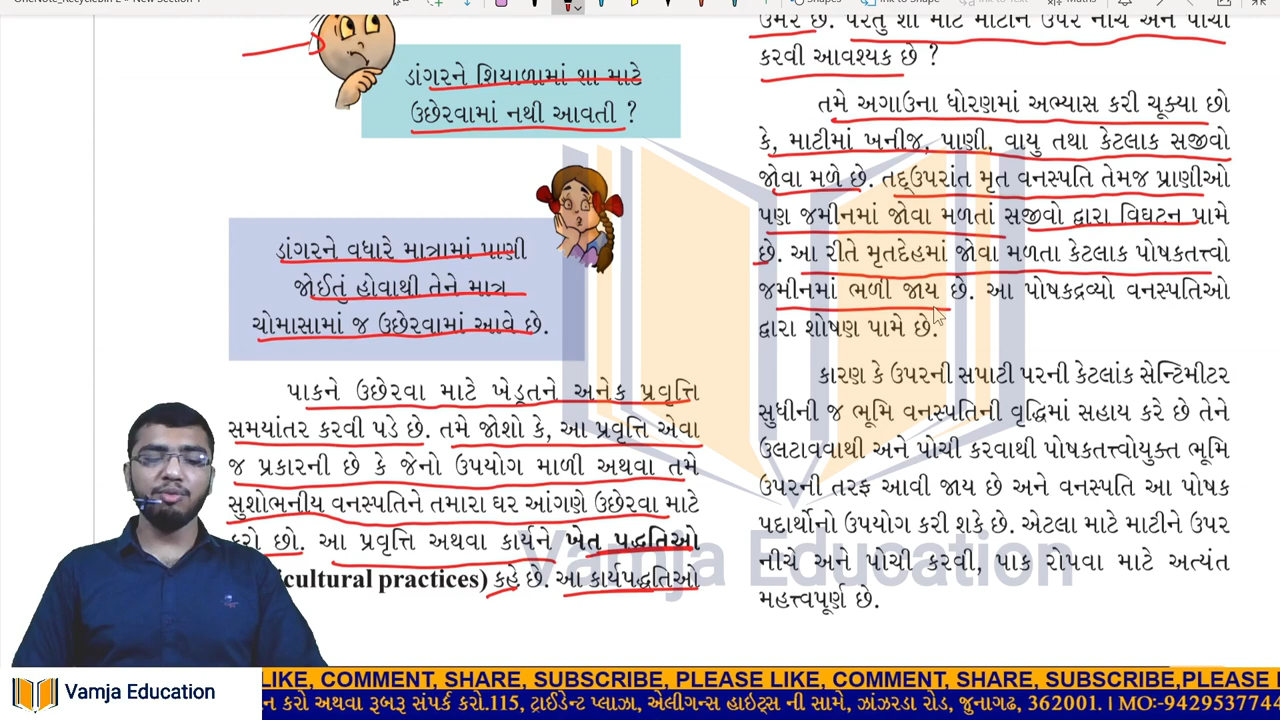 ડાંગરને શિયાળામાં શા માટે
ઉછેરવામાં નથી આવતી ?
ડાંગરને વધારે માત્રામાં પાણી
જોઈતું હોવાથી તેને માત્ર
ચોમાસામાં જ ઉછેરવામાં આવે છે.
પાકને ઉછેરવા માટે ખેડૂતને અનેક પ્રવૃત્તિ
સમયાંતર કરવી પડે છે. તમે જોશો કે, આ પ્રવૃત્તિ એવા
જ પ્રકારની છે કે જેનો ઉપયોગ માળી અથવા તમે
સુશોભનીય વનસ્પતિને તમારા ઘર આંગણે ઉછેરવા માટે
કરો છો. આ પ્રવૃત્તિ અથવા કાર્યને ખેત પદ્ધતિઓ
cultural practices) કહે છે. આ કાર્યપદ્ધતિઓ
ઉમેર છે. પરંતુ શા માટે માટીને ઉપર નીચે અને પોચી
કરવી આવશ્યક છે ?
તમે અગાઉના ધોરણમાં અભ્યાસ કરી ચૂક્યા છો
કે, માટીમાં ખનીજ, પાણી, વાયુ તથા કેટલાક સજીવો
જોવા મળે છે. તદ્ઉપરાંત મૃત વનસ્પતિ તેમજ પ્રાણીઓ
પણ જમીનમાં જોવા મળતાં સજીવો દ્વારા વિઘટન પામે
છે. આ રીતે મૃતદેહમાં જોવા મળતા કેટલાક પોષકતત્ત્વો
જમીનમાં ભળી જાય છે. આ પોષકદ્રવ્યો વનસ્પતિઓ
દ્વારા શોષણ પામે છે.
કારણ કે ઉપરની સપાટી પરની કેટલાંક સેન્ટિમીટર
સુધીની જ ભૂમિ વનસ્પતિની વૃદ્ધિમાં સહાય કરે છે તેને
ઉલટાવવાથી અને પોચી કરવાથી પોષકતત્ત્વોયુક્ત ભૂમિ
ઉપરની તરફ આવી જાય છે અને વનસ્પતિ આ પોષક
પદાર્થોનો ઉપયોગ કરી શકે છે. એટલા માટે માટીને ઉપર
નીચે અને પોચી કરવી, પાક રોપવા માટે અત્યંત
મહત્ત્વપૂર્ણ છે.
Vamja Education
Vamja Education
LIKE, COMMENT, SHARE, SUBSCRIBE, PLEASE LIKE, COMMENT, SHARE, SUBSCRIBE,PLEASE L
ન કરો અથવા રૂબરૂ સંપર્ક કરો.115, ટ્રાઈડેન્ટ પ્લાઝા, એલીગન્સ હાઇટ્સ ની સામે, ઝાંઝરડા રોડ, જુનાગઢ, 362001. I MO:-9429537744